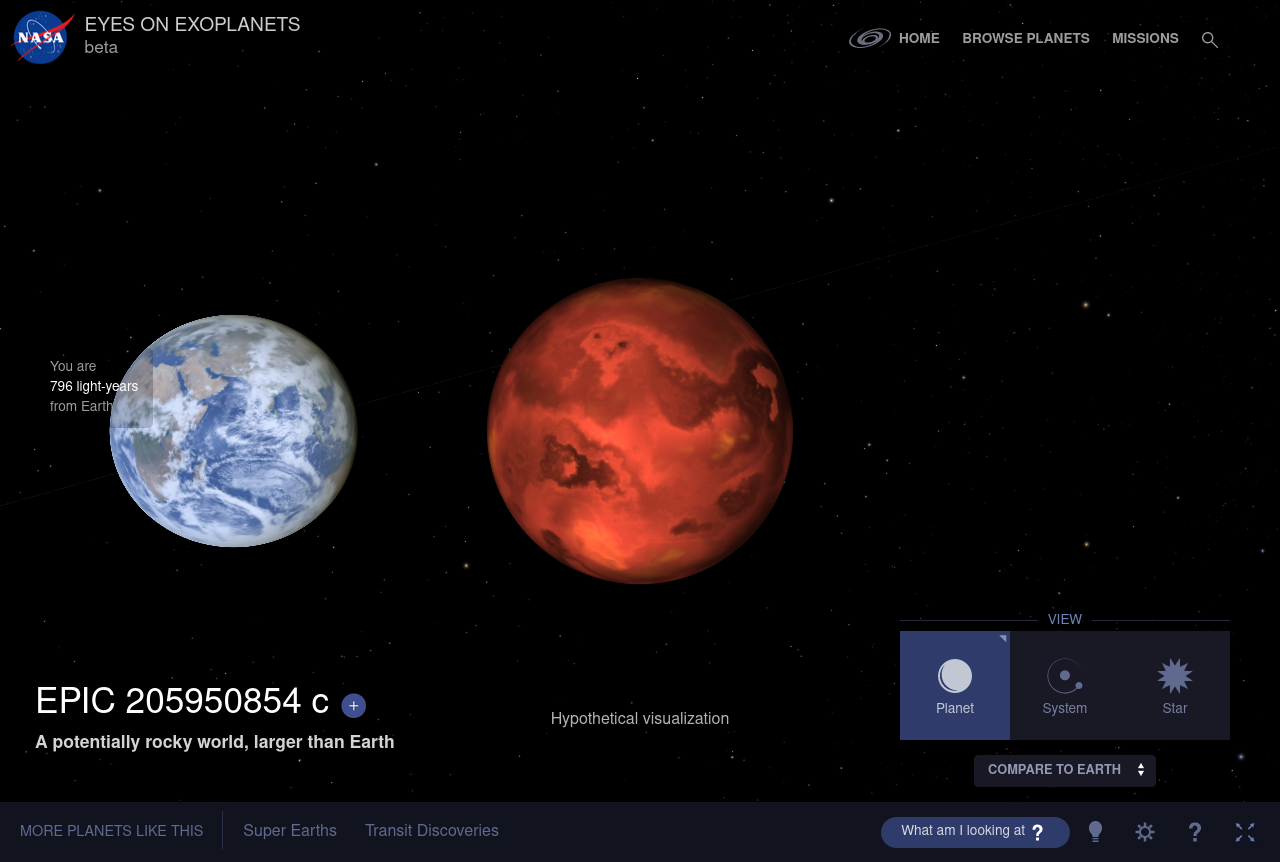 NASA
EYES ON EXOPLANETS
beta
HOME
BROWSE PLANETS
MISSIONS
You are
796 light-years
from Earth
VIEW
Planet
System
Star
COMPARE TO EARTH
EPIC 205950854 c
+
A potentially rocky world, larger than Earth
Hypothetical visualization
MORE PLANETS LIKE THIS
Super Earths
Transit Discoveries
What am I looking at ?
?